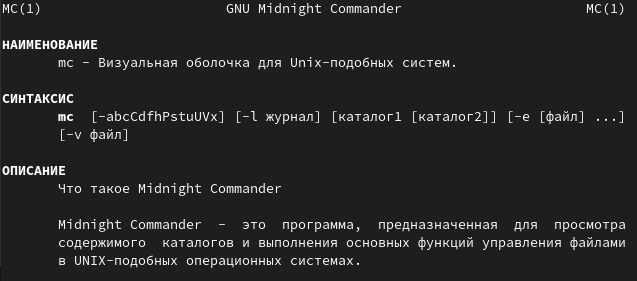 MC(1) GNU Midnight Commander MC(1)
НАИМЕНОВАНИЕ
mc - Визуальная оболочка для Unix-подобных систем.
СИНТАКСИС
mc [-abcCdfhPstuUVx] [-l журнал] [каталог1 [каталог2]] [-e [файл] ...]
[-v файл]
ОПИСАНИЕ
Что такое Midnight Commander
Midnight Commander - это программа, предназначенная для просмотра
содержимого каталогов и выполнения основных функций управления файлами
в UNIX-подобных операционных системах.